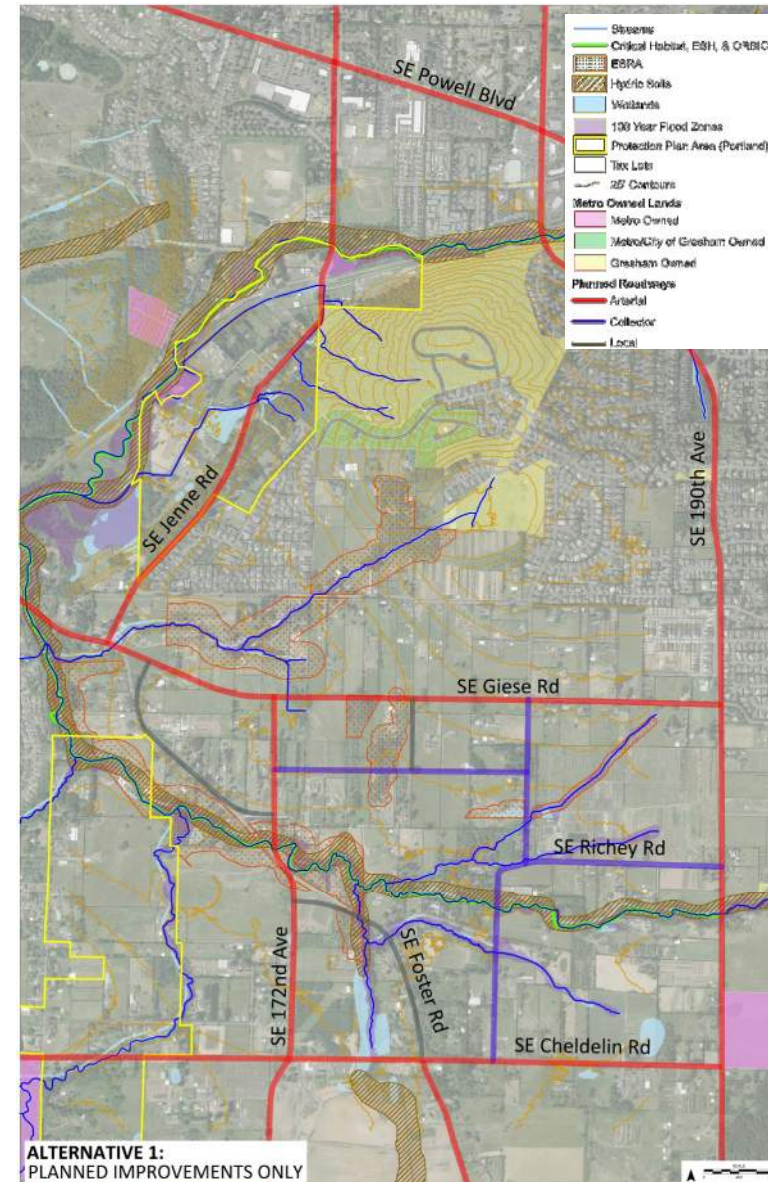 Streams
Critical Habitat, ESH, & ORBIC
ESRA
Hydric Soils
Wetlands
100 Year Flood Zones
Protection Plan Area (Portland)
Tax Lots
25' Contours
Metro Owned Lands
Metro Owned
Metro/City of Gresham Owned
Gresham Owned
Planned Roadways
Arterial
Collector
Local
SE Powell Blvd
SE Jenne Rd
SE 190th Ave
SE Giese Rd
SE Richey Rd
SE 172nd Ave
SE Foster Rd
SE Cheldelin Rd
ALTERNATIVE 1:
PLANNED IMPROVEMENTS ONLY